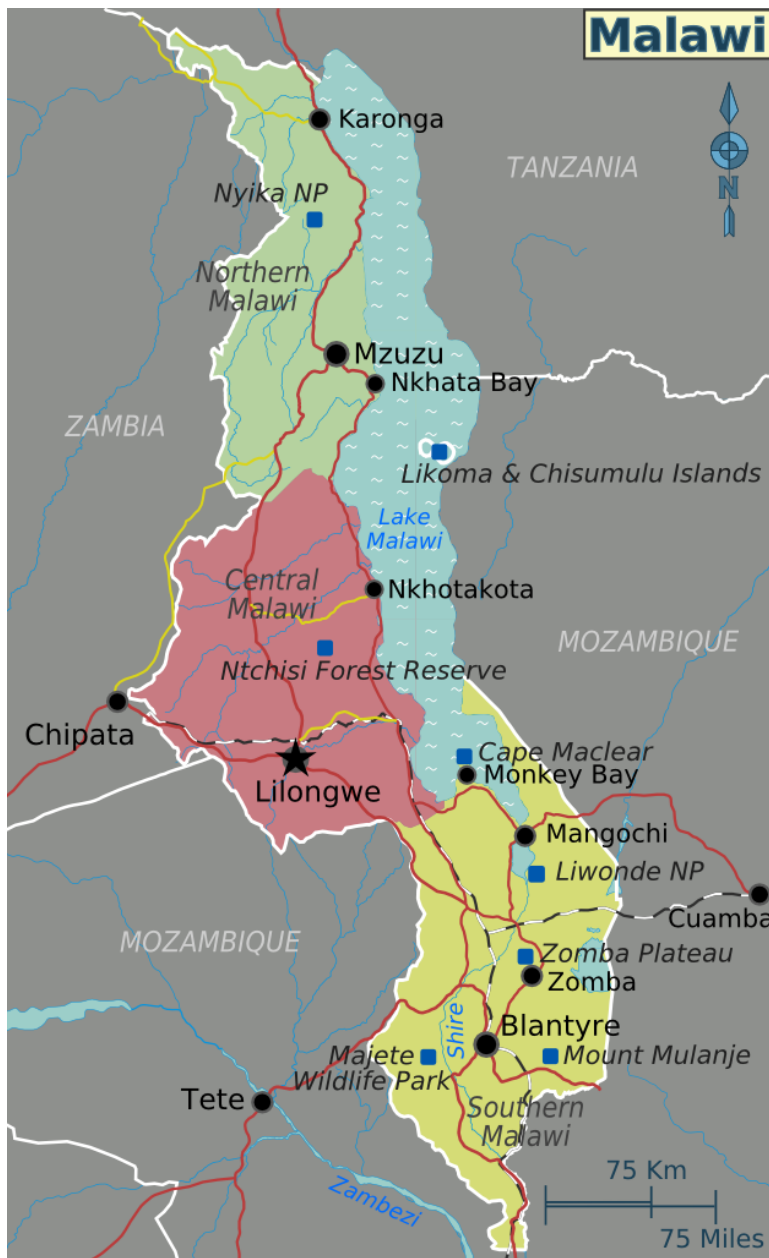 Malawi
Karonga
TANZANIA
N
Nyika NP
Northern
Malawi
Mzuzu
Nkhata Bay
ZAMBIA
Likoma & Chisumulu Islands
Lake
Malawi
Central
Malawi
Nkhotakota
MOZAMBIQUE
Ntchisi Forest Reserve
Chipata
Cape Maclear
Monkey Bay
Lilongwe
Mangochi
Liwonde NP
Cuamba
MOZAMBIQUE
Zomba Plateau
Zomba
Shire
Blantyre
Majete
Wildlife Park
Mount Mulanje
Tete
Southern
Malawi
75 Km
Zambezi
75 Miles